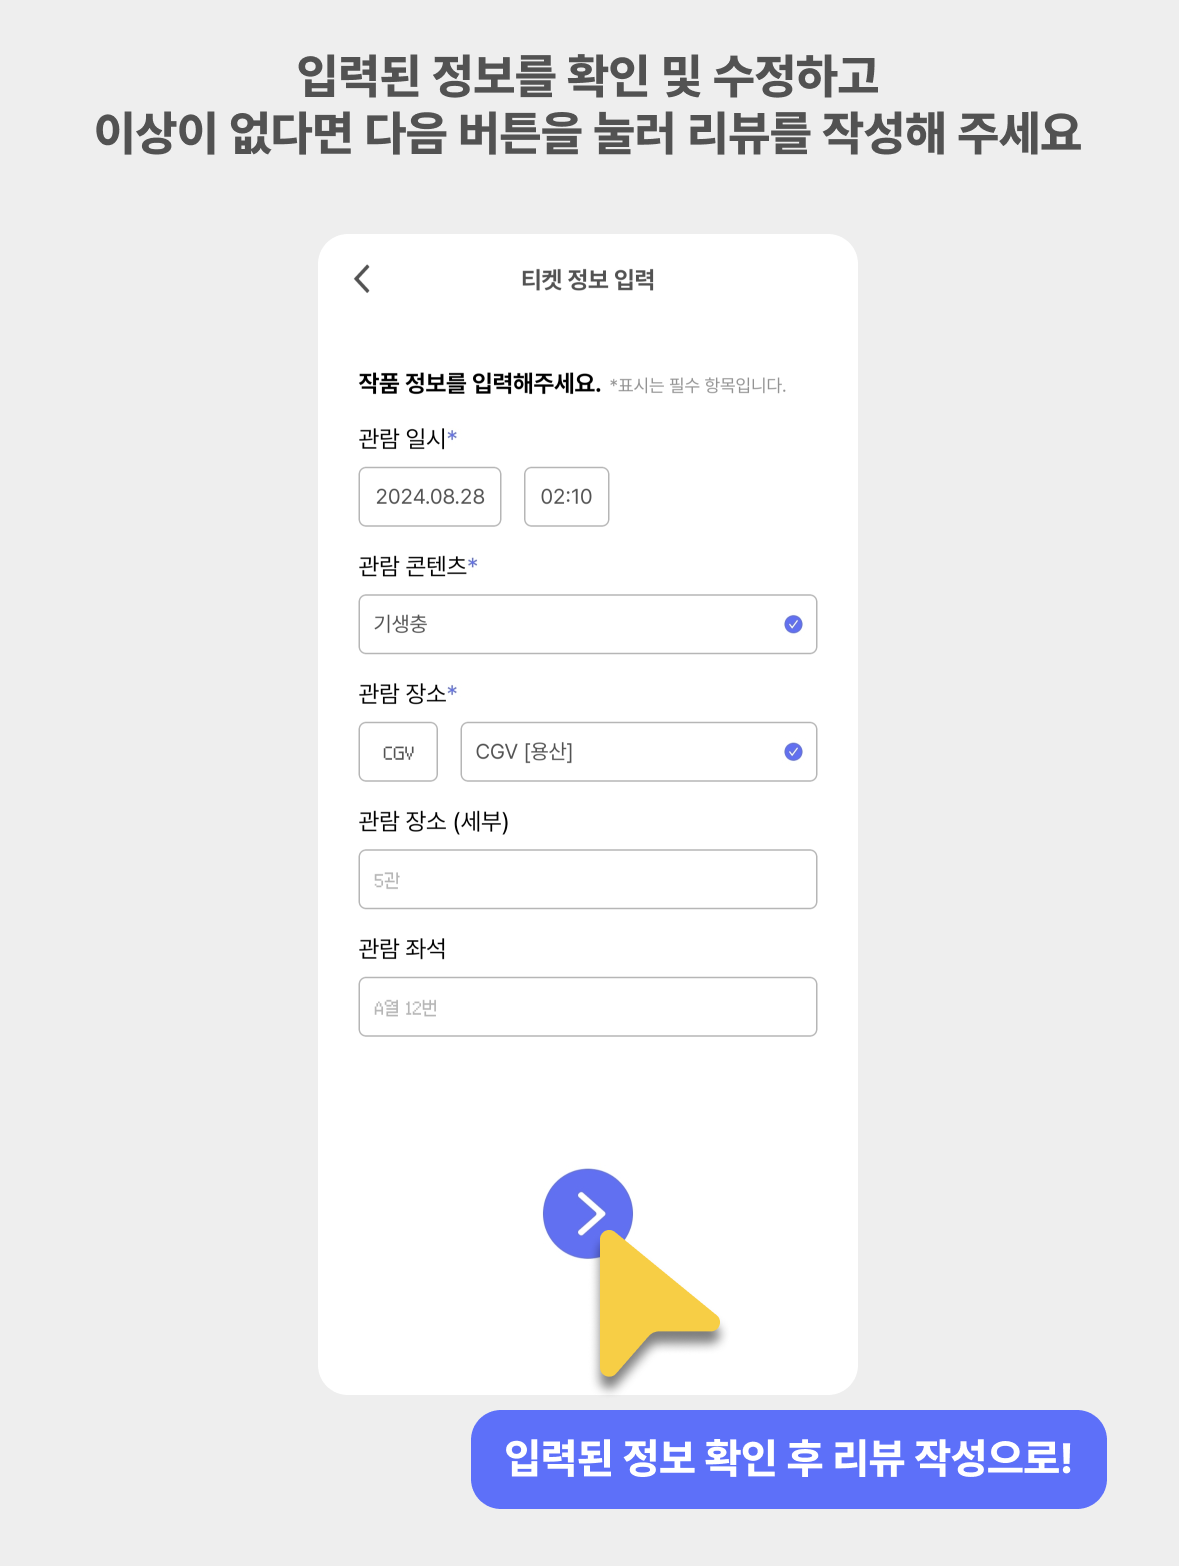 입력된 정보를 확인 및 수정하고
이상이 없다면 다음 버튼을 눌러 리뷰를 작성해 주세요
티켓 정보 입력
작품 정보를 입력해주세요. *표시는 필수 항목입니다.
관람 일시*
2024.08.28 02:10
관람 콘텐츠*
기생충
관람 장소*
CGV CGV [용산]
관람 장소 (세부)
5관
관람 좌석
A열 12번
입력된 정보 확인 후 리뷰 작성으로!